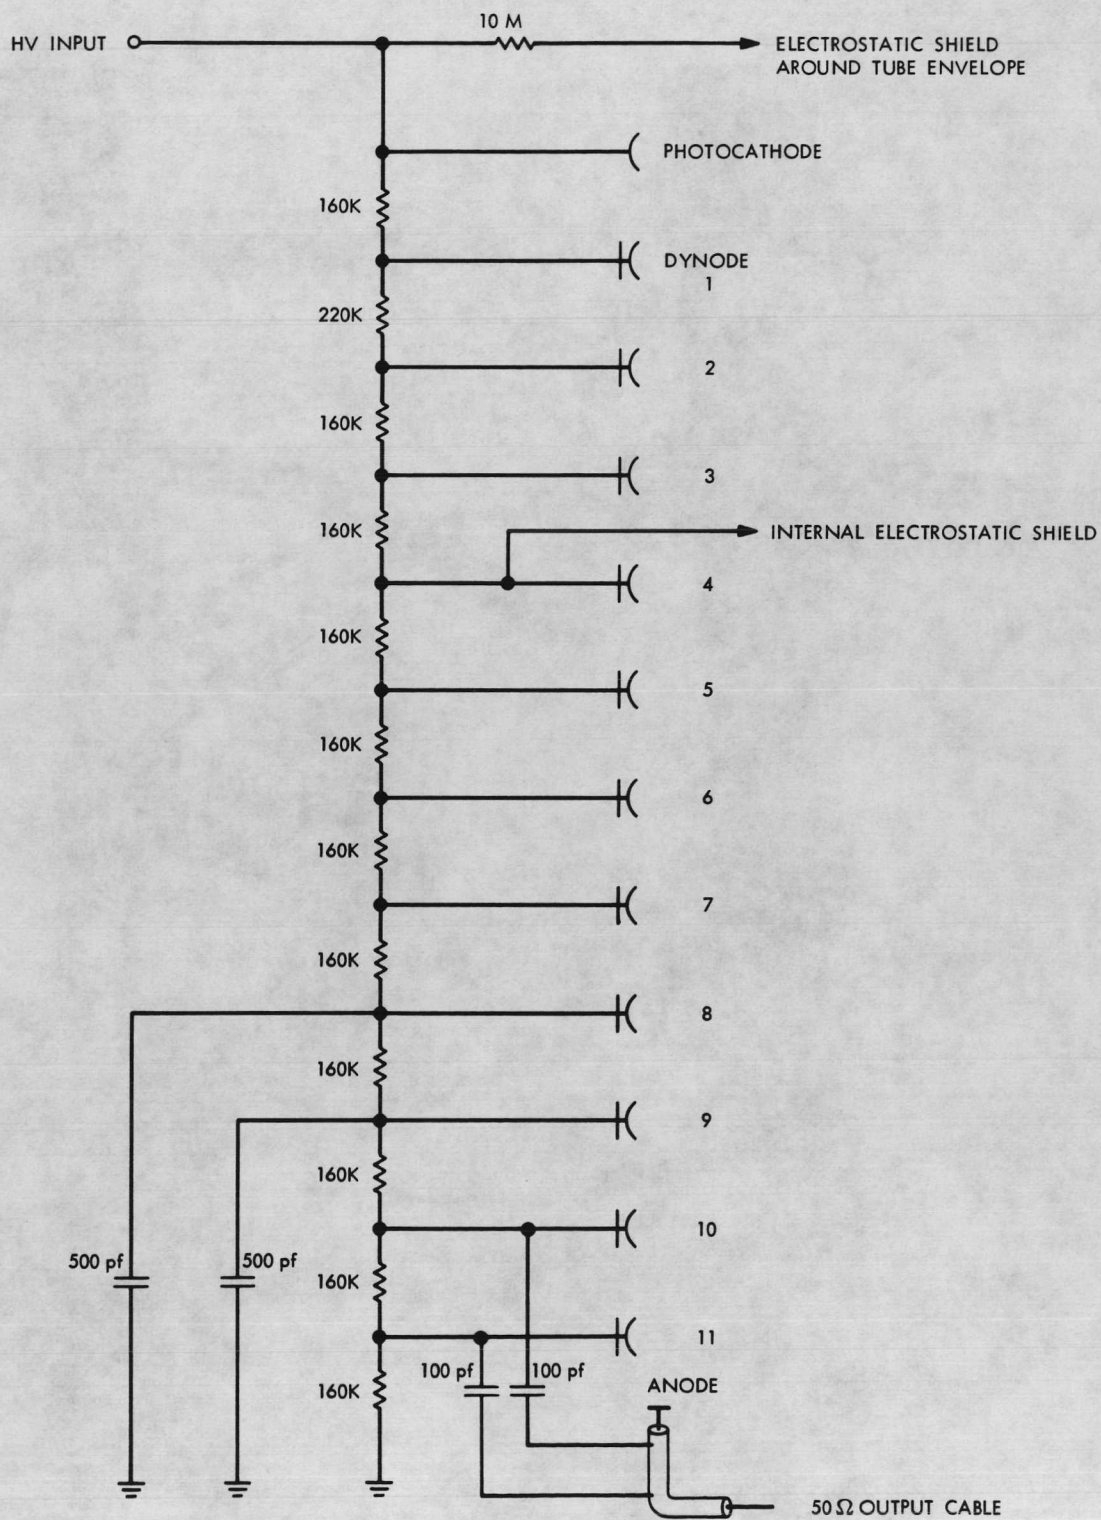 10 M
HV INPUT
ELECTROSTATIC SHIELD
AROUND TUBE ENVELOPE
PHOTOCATHODE
160K
DYNODE
1
220K
2
160K
3
160K
INTERNAL ELECTROSTATIC SHIELD
4
160K
5
160K
6
160K
7
160K
8
160K
9
160K
10
500 pf
500 pf
160K
11
100 pf
100 pf
160K
ANODE
50 Ω OUTPUT CABLE